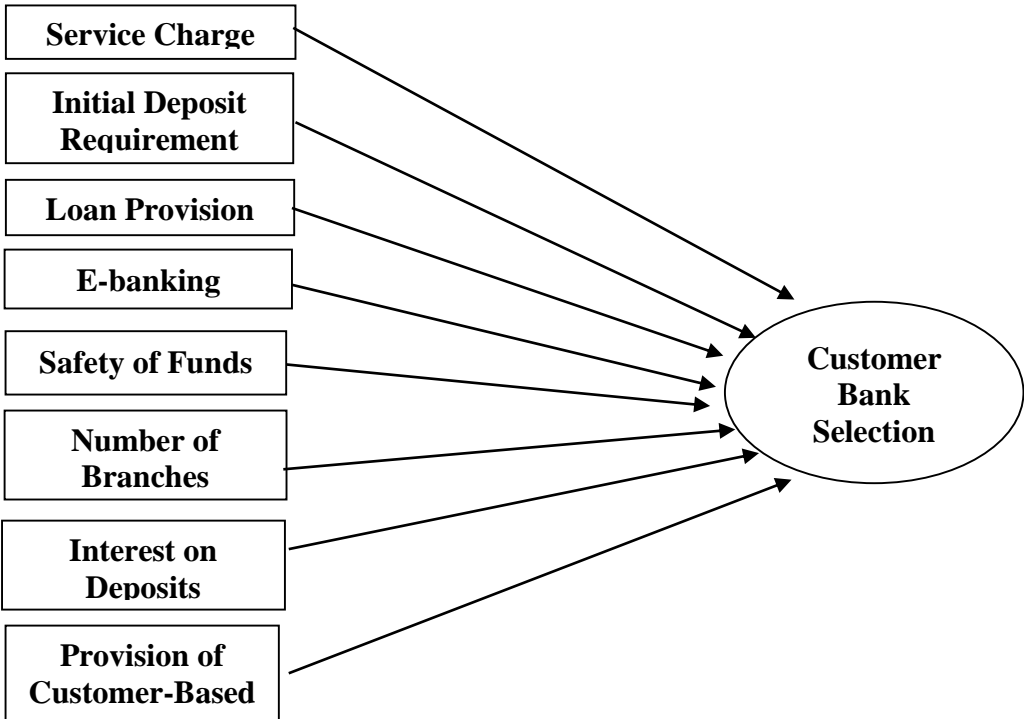 Service Charge
Initial Deposit
Requirement
Loan Provision
E-banking
Safety of Funds
Number of
Branches
Interest on
Deposits
Provision of
Customer-Based
Customer
Bank
Selection